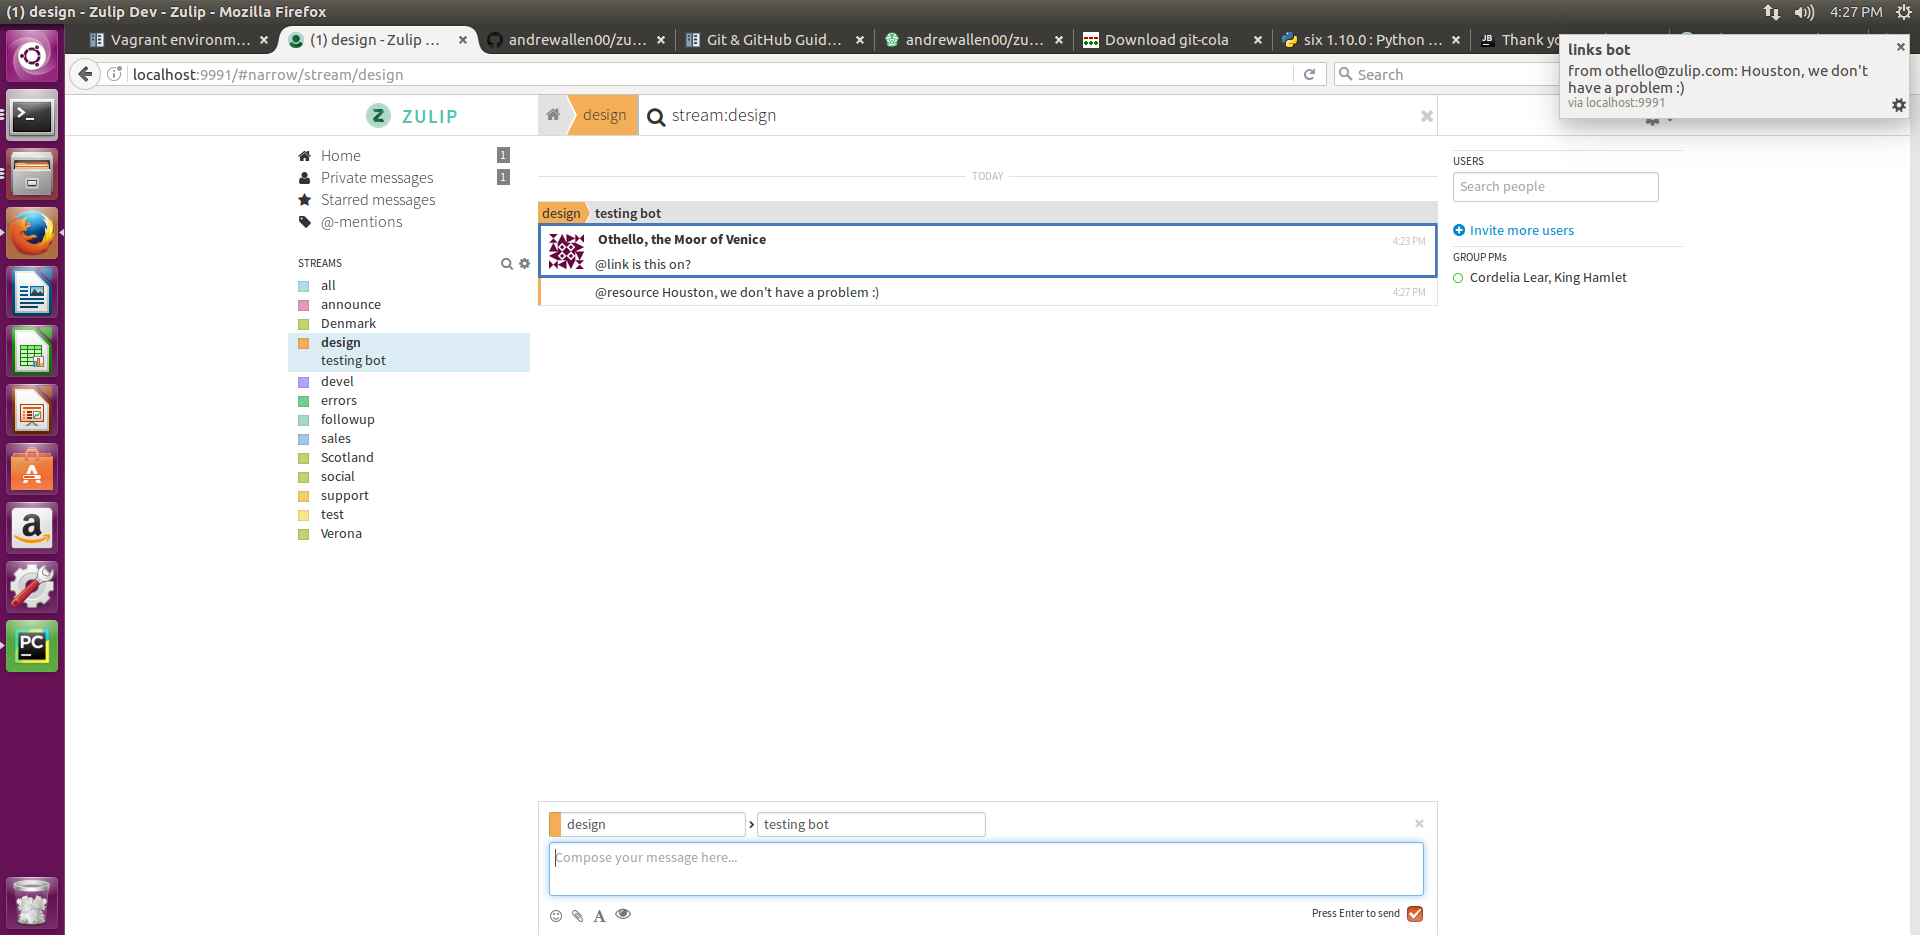 (1) design - Zulip Dev - Zulip - Mozilla Firefox
4:27 PM
Vagrant environm...
(1) design - Zulip ...
andrewallen00/zu...
Git & GitHub Guid...
andrewallen00/zu...
Download git-cola
six 1.10.0 : Python ...
JB Thank yo
links bot
from othello@zulip.com: Houston, we don't
have a problem :)
via localhost:9991
localhost:9991/#narrow/stream/design
Search
Z ZULIP
design
stream:design
Home 1
Private messages 1
Starred messages
@-mentions
STREAMS
all
announce
Denmark
design
testing bot
devel
errors
followup
sales
Scotland
social
support
test
Verona
TODAY
design testing bot
Othello, the Moor of Venice 4:23 PM
@link is this on?
@resource Houston, we don't have a problem :) 4:27 PM
USERS
Search people
Invite more users
GROUP PMs
Cordelia Lear, King Hamlet
design › testing bot
Compose your message here...
A
Press Enter to send
a
PC